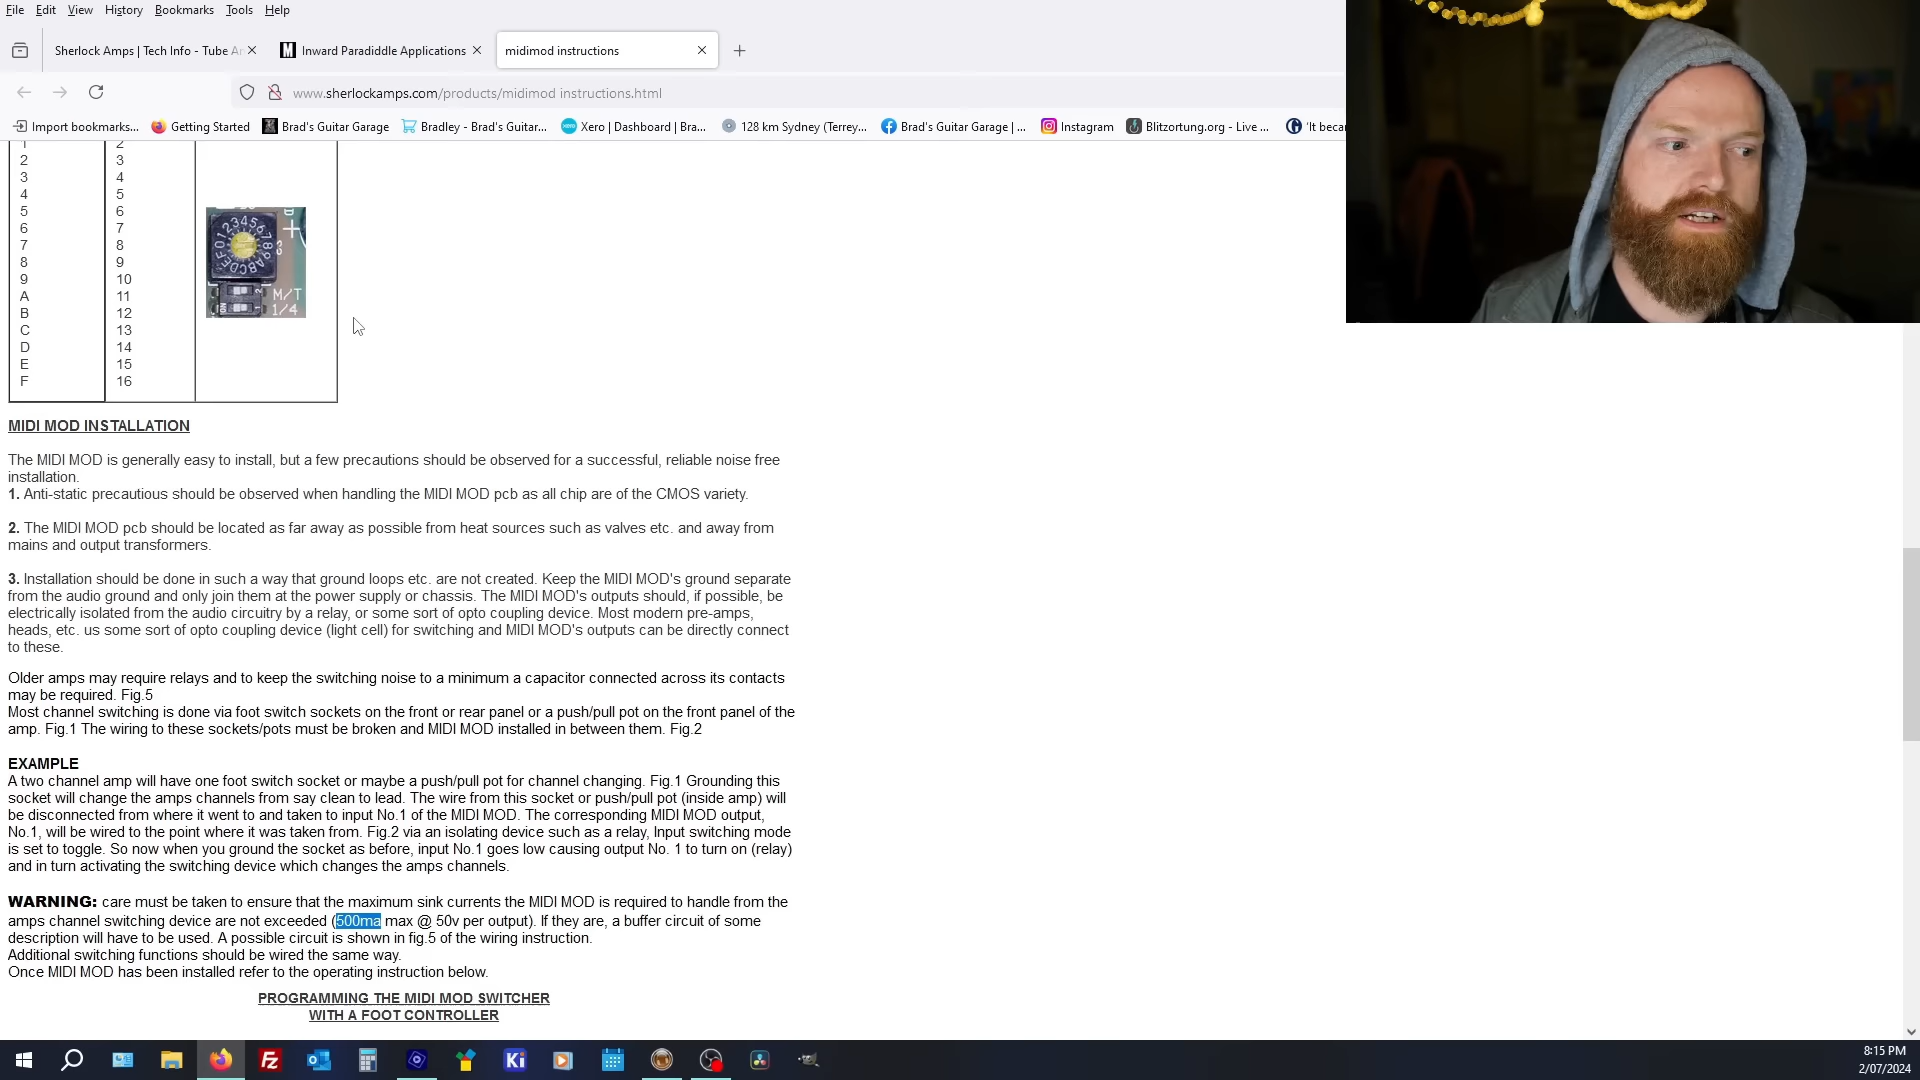 File Edit View History Bookmarks Tools Help
Sherlock Amps | Tech Info - Tube A
Inward Paradiddle Applications
midimod instructions
www.sherlockamps.com/products/midimod instructions.html
Import bookmarks... Getting Started Brad's Guitar Garage Bradley - Brad's Guitar... Xero | Dashboard | Bra... 128 km Sydney (Terrey... Brad's Guitar Garage | ... Instagram Blitzortung.org - Live ... 'It beca
1 2
2 3
3 4
4 5
5 6
6 7
7 8
8 9
9 10
A 11
B 12
C 13
D 14
E 15
F 16
M/T
1/4
MIDI MOD INSTALLATION
The MIDI MOD is generally easy to install, but a few precautions should be observed for a successful, reliable noise free
installation.
1. Anti-static precautious should be observed when handling the MIDI MOD pcb as all chip are of the CMOS variety.
2. The MIDI MOD pcb should be located as far away as possible from heat sources such as valves etc. and away from
mains and output transformers.
3. Installation should be done in such a way that ground loops etc. are not created. Keep the MIDI MOD's ground separate
from the audio ground and only join them at the power supply or chassis. The MIDI MOD's outputs should, if possible, be
electrically isolated from the audio circuitry by a relay, or some sort of opto coupling device. Most modern pre-amps,
heads, etc. us some sort of opto coupling device (light cell) for switching and MIDI MOD's outputs can be directly connect
to these.
Older amps may require relays and to keep the switching noise to a minimum a capacitor connected across its contacts
may be required. Fig.5
Most channel switching is done via foot switch sockets on the front or rear panel or a push/pull pot on the front panel of the
amp. Fig.1 The wiring to these sockets/pots must be broken and MIDI MOD installed in between them. Fig.2
EXAMPLE
A two channel amp will have one foot switch socket or maybe a push/pull pot for channel changing. Fig.1 Grounding this
socket will change the amps channels from say clean to lead. The wire from this socket or push/pull pot (inside amp) will
be disconnected from where it went to and taken to input No.1 of the MIDI MOD. The corresponding MIDI MOD output,
No.1, will be wired to the point where it was taken from. Fig.2 via an isolating device such as a relay, Input switching mode
is set to toggle. So now when you ground the socket as before, input No.1 goes low causing output No. 1 to turn on (relay)
and in turn activating the switching device which changes the amps channels.
WARNING: care must be taken to ensure that the maximum sink currents the MIDI MOD is required to handle from the
amps channel switching device are not exceeded (500ma max @ 50v per output). If they are, a buffer circuit of some
description will have to be used. A possible circuit is shown in fig.5 of the wiring instruction.
Additional switching functions should be wired the same way.
Once MIDI MOD has been installed refer to the operating instruction below.
PROGRAMMING THE MIDI MOD SWITCHER
WITH A FOOT CONTROLLER
Fz
Ki
8:15 PM
2/07/2024